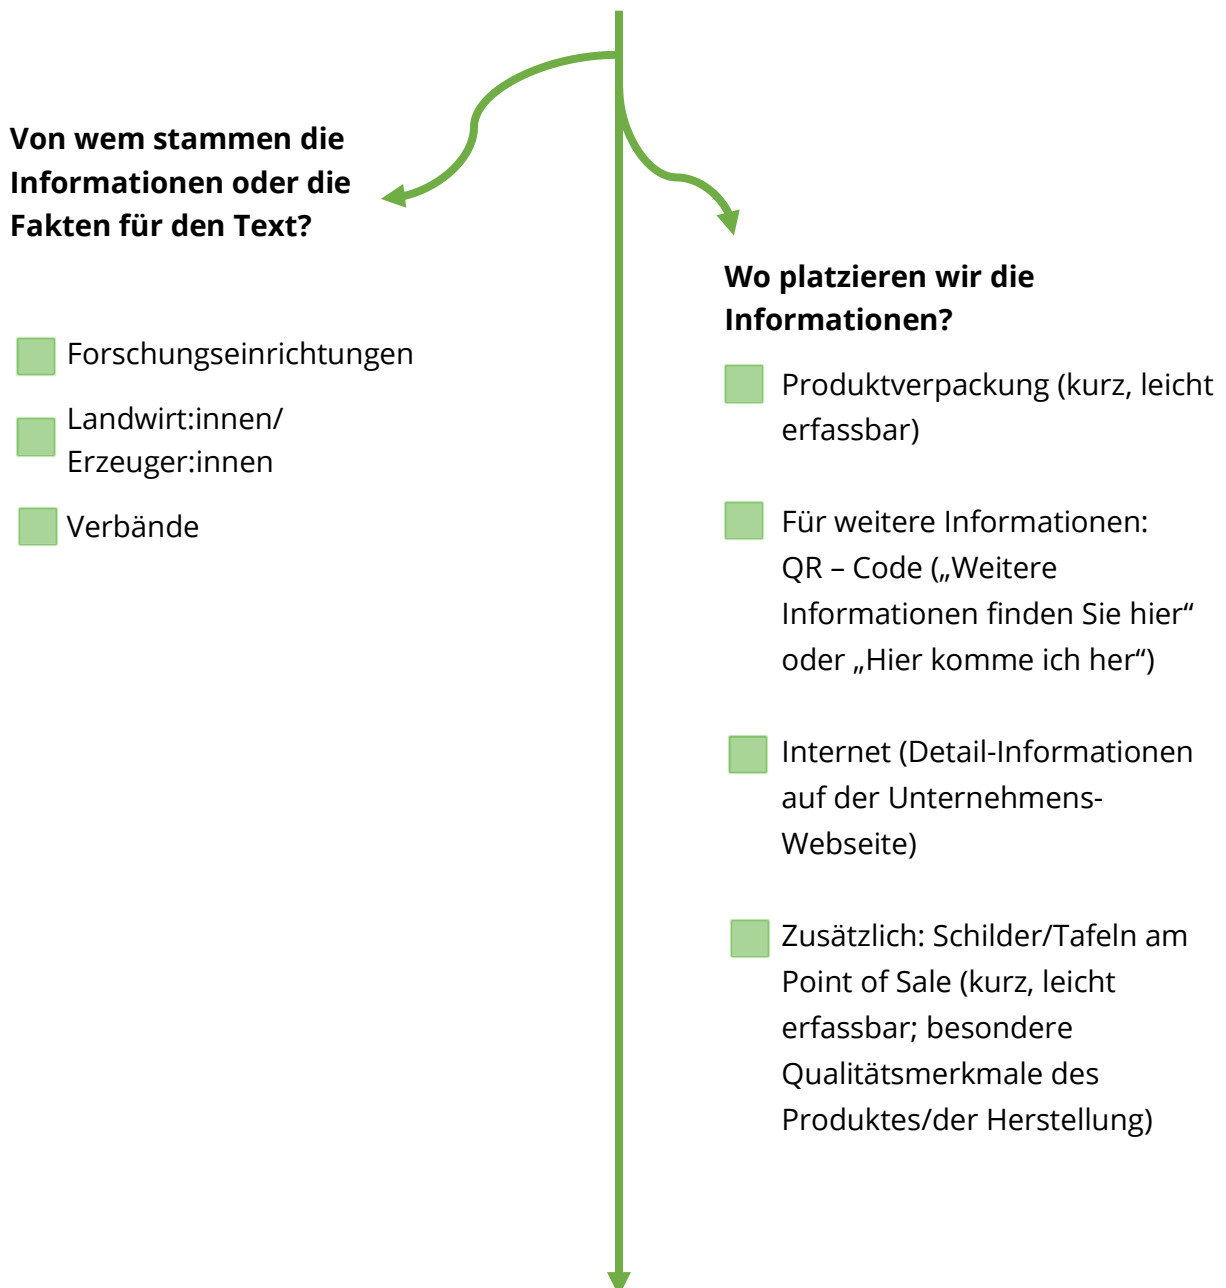 Von wem stammen die
Informationen oder die
Fakten für den Text?
Forschungseinrichtungen
Landwirt:innen/
Erzeuger:innen
Verbände
Wo platzieren wir die
Informationen?
Produktverpackung (kurz, leicht
erfassbar)
Für weitere Informationen:
QR – Code („Weitere
Informationen finden Sie hier“
oder „Hier komme ich her“)
Internet (Detail-Informationen
auf der Unternehmens-
Webseite)
Zusätzlich: Schilder/Tafeln am
Point of Sale (kurz, leicht
erfassbar; besondere
Qualitätsmerkmale des
Produktes/der Herstellung)